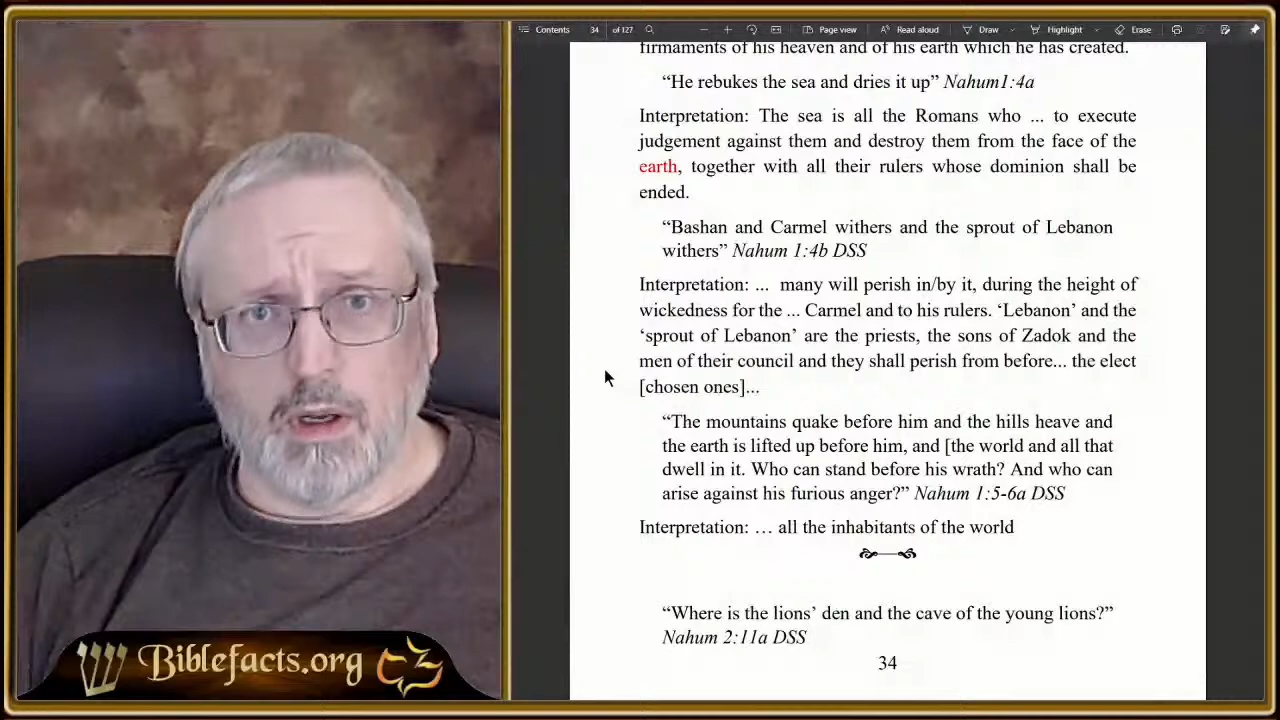 Contents 34 of 127 Page view Read aloud Draw Highlight Erase
firmaments of his heaven and of his earth which he has created.
“He rebukes the sea and dries it up” Nahum1:4a
Interpretation: The sea is all the Romans who ... to execute
judgement against them and destroy them from the face of the
earth, together with all their rulers whose dominion shall be
ended.
“Bashan and Carmel withers and the sprout of Lebanon
withers” Nahum 1:4b DSS
Interpretation: ... many will perish in/by it, during the height of
wickedness for the ... Carmel and to his rulers. ‘Lebanon’ and the
‘sprout of Lebanon’ are the priests, the sons of Zadok and the
men of their council and they shall perish from before... the elect
[chosen ones]...
“The mountains quake before him and the hills heave and
the earth is lifted up before him, and [the world and all that
dwell in it. Who can stand before his wrath? And who can
arise against his furious anger?” Nahum 1:5-6a DSS
Interpretation: … all the inhabitants of the world
“Where is the lions’ den and the cave of the young lions?”
Nahum 2:11a DSS
34
Biblefacts.org